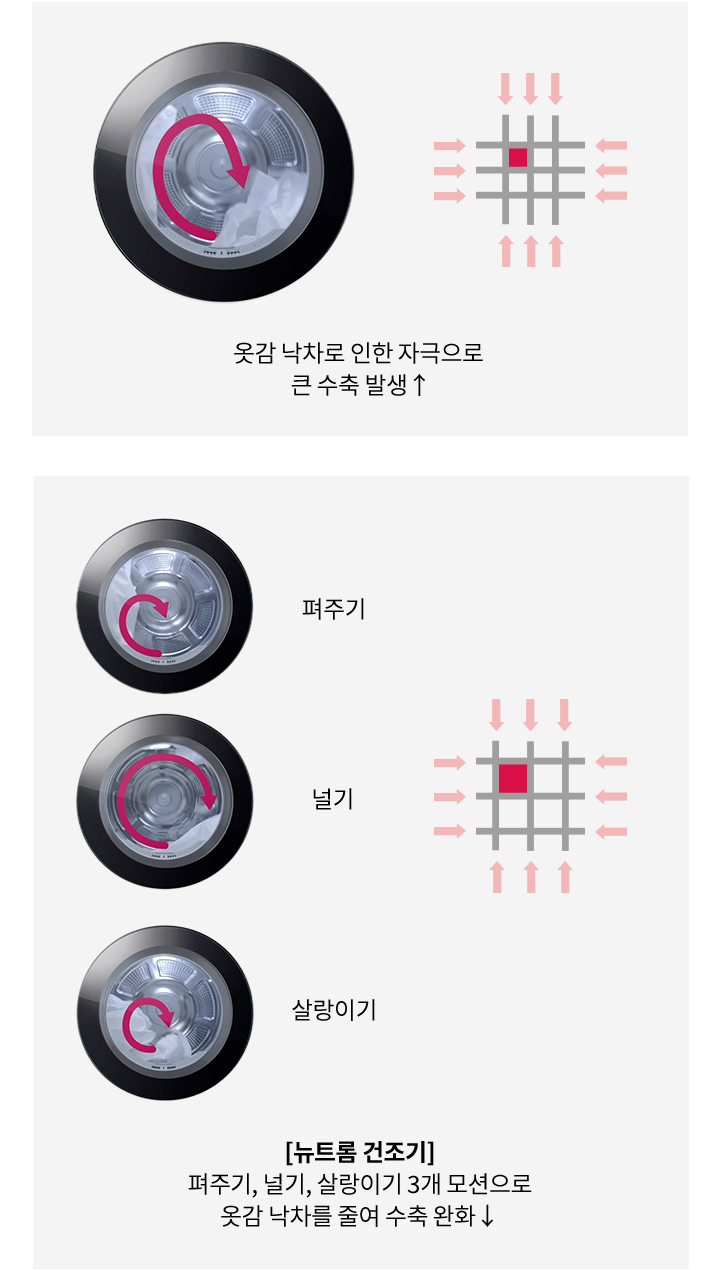 옷감 낙차로 인한 자극으로
큰 수축 발생↑
펴주기
널기
살랑이기
[뉴트롬 건조기]
펴주기, 널기, 살랑이기 3개 모션으로
옷감 낙차를 줄여 수축 완화↓